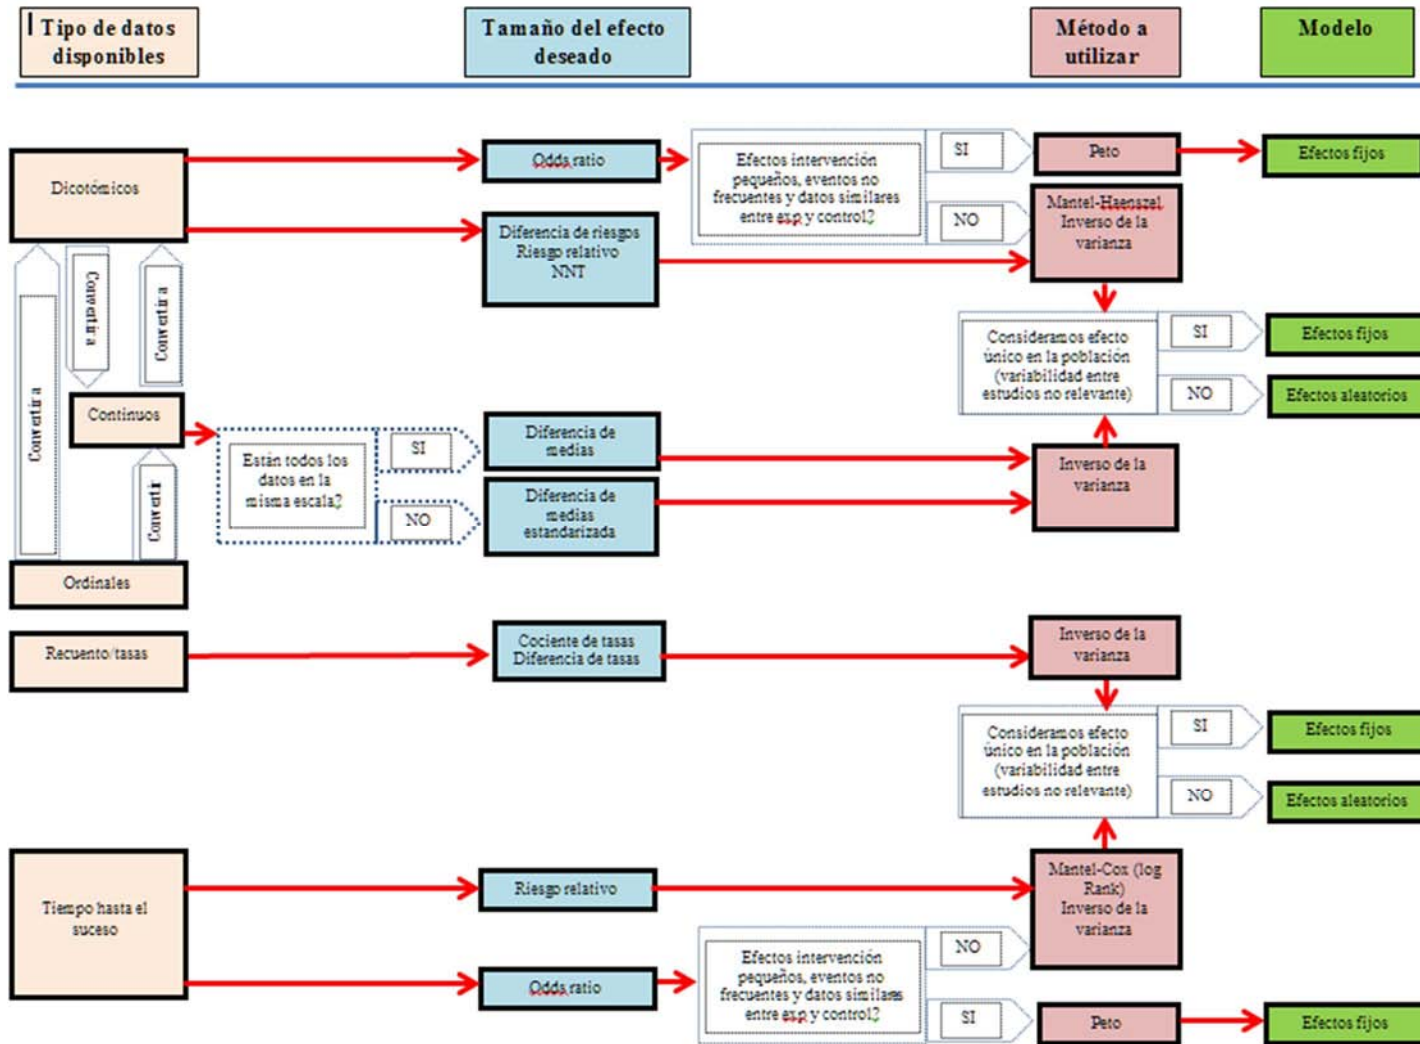 Tipo de datos
disponibles
Tamaño del efecto
deseado
Método a
utilizar
Modelo
Dicotómicos
Odds ratio
Efectos intervención
pequeños, eventos no
frecuentes y datos similares
entre exp y control?
SI
NO
Peto
Efectos fijos
Diferencia de riesgos
Riesgo relativo
NNT
Mantel-Haenszel
Inverso de la
varianza
Convertir a
Convertir a
Convertir a
Consideramos efecto
único en la población
(variabilidad entre
estudios no relevante)
SI
NO
Efectos fijos
Efectos aleatorios
Continuos
Están todos los
datos en la
misma escala?
SI
NO
Diferencia de
medias
Diferencia de
medias
estandarizada
Inverso de la
varianza
Convertir
Ordinales
Recuento/tasas
Cociente de tasas
Diferencia de tasas
Inverso de la
varianza
Consideramos efecto
único en la población
(variabilidad entre
estudios no relevante)
SI
NO
Efectos fijos
Efectos aleatorios
Tiempo hasta el
suceso
Riesgo relativo
Mantel-Cox (log
Rank)
Inverso de la
varianza
Odds ratio
Efectos intervención
pequeños, eventos no
frecuentes y datos similares
entre exp y control?
NO
SI
Peto
Efectos fijos